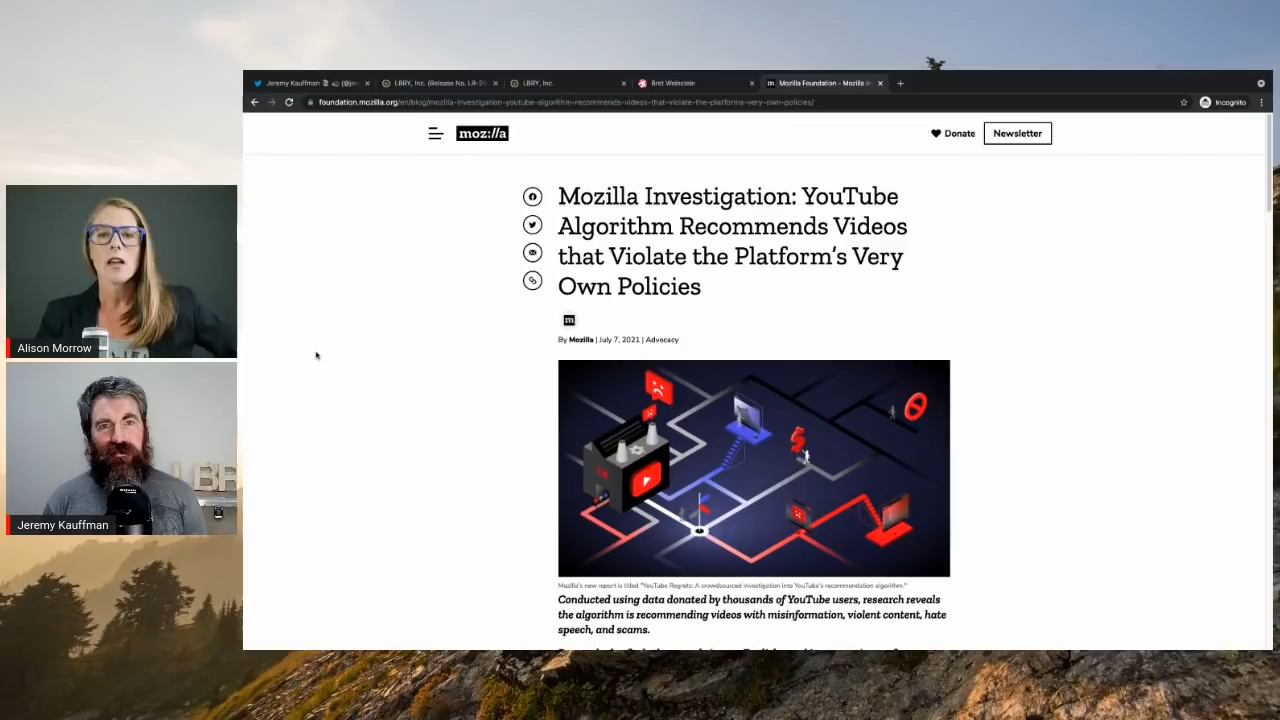 Jeremy Kauffman
LBRY, Inc. (Release No. LR-25
LBRY, Inc.
Bret Weinstein
Mozilla Foundation - Mozilla In
foundation.mozilla.org/en/blog/mozilla-investigation-youtube-algorithm-recommends-videos-that-violate-the-platforms-very-own-policies/
Incognito
moz://a
Donate
Newsletter
Mozilla Investigation: YouTube
Algorithm Recommends Videos
that Violate the Platform's Very
Own Policies
m
By Mozilla | July 7, 2021 | Advocacy
Mozilla's new report is titled "YouTube Regrets: A crowdsourced investigation into YouTube's recommendation algorithm."
Conducted using data donated by thousands of YouTube users, research reveals
the algorithm is recommending videos with misinformation, violent content, hate
speech, and scams.
Alison Morrow
LBR
Jeremy Kauffman